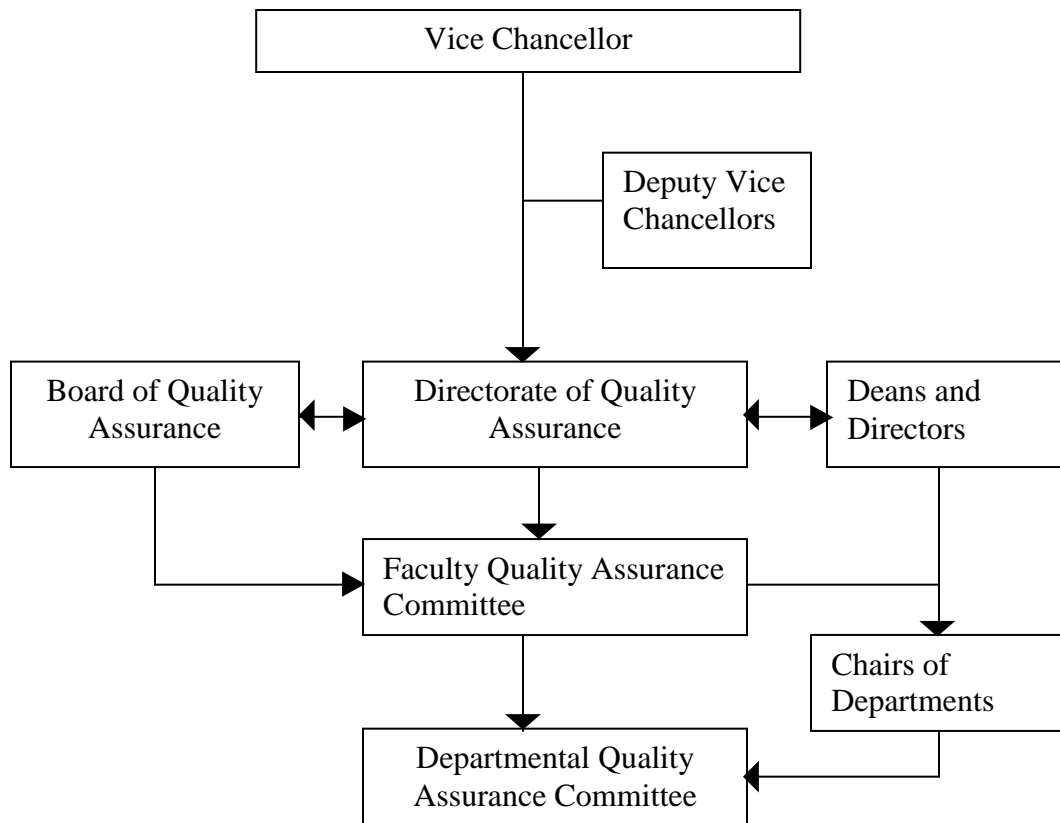 Vice Chancellor
Deputy Vice
Chancellors
Board of Quality
Assurance
Directorate of Quality
Assurance
Deans and
Directors
Faculty Quality Assurance
Committee
Chairs of
Departments
Departmental Quality
Assurance Committee